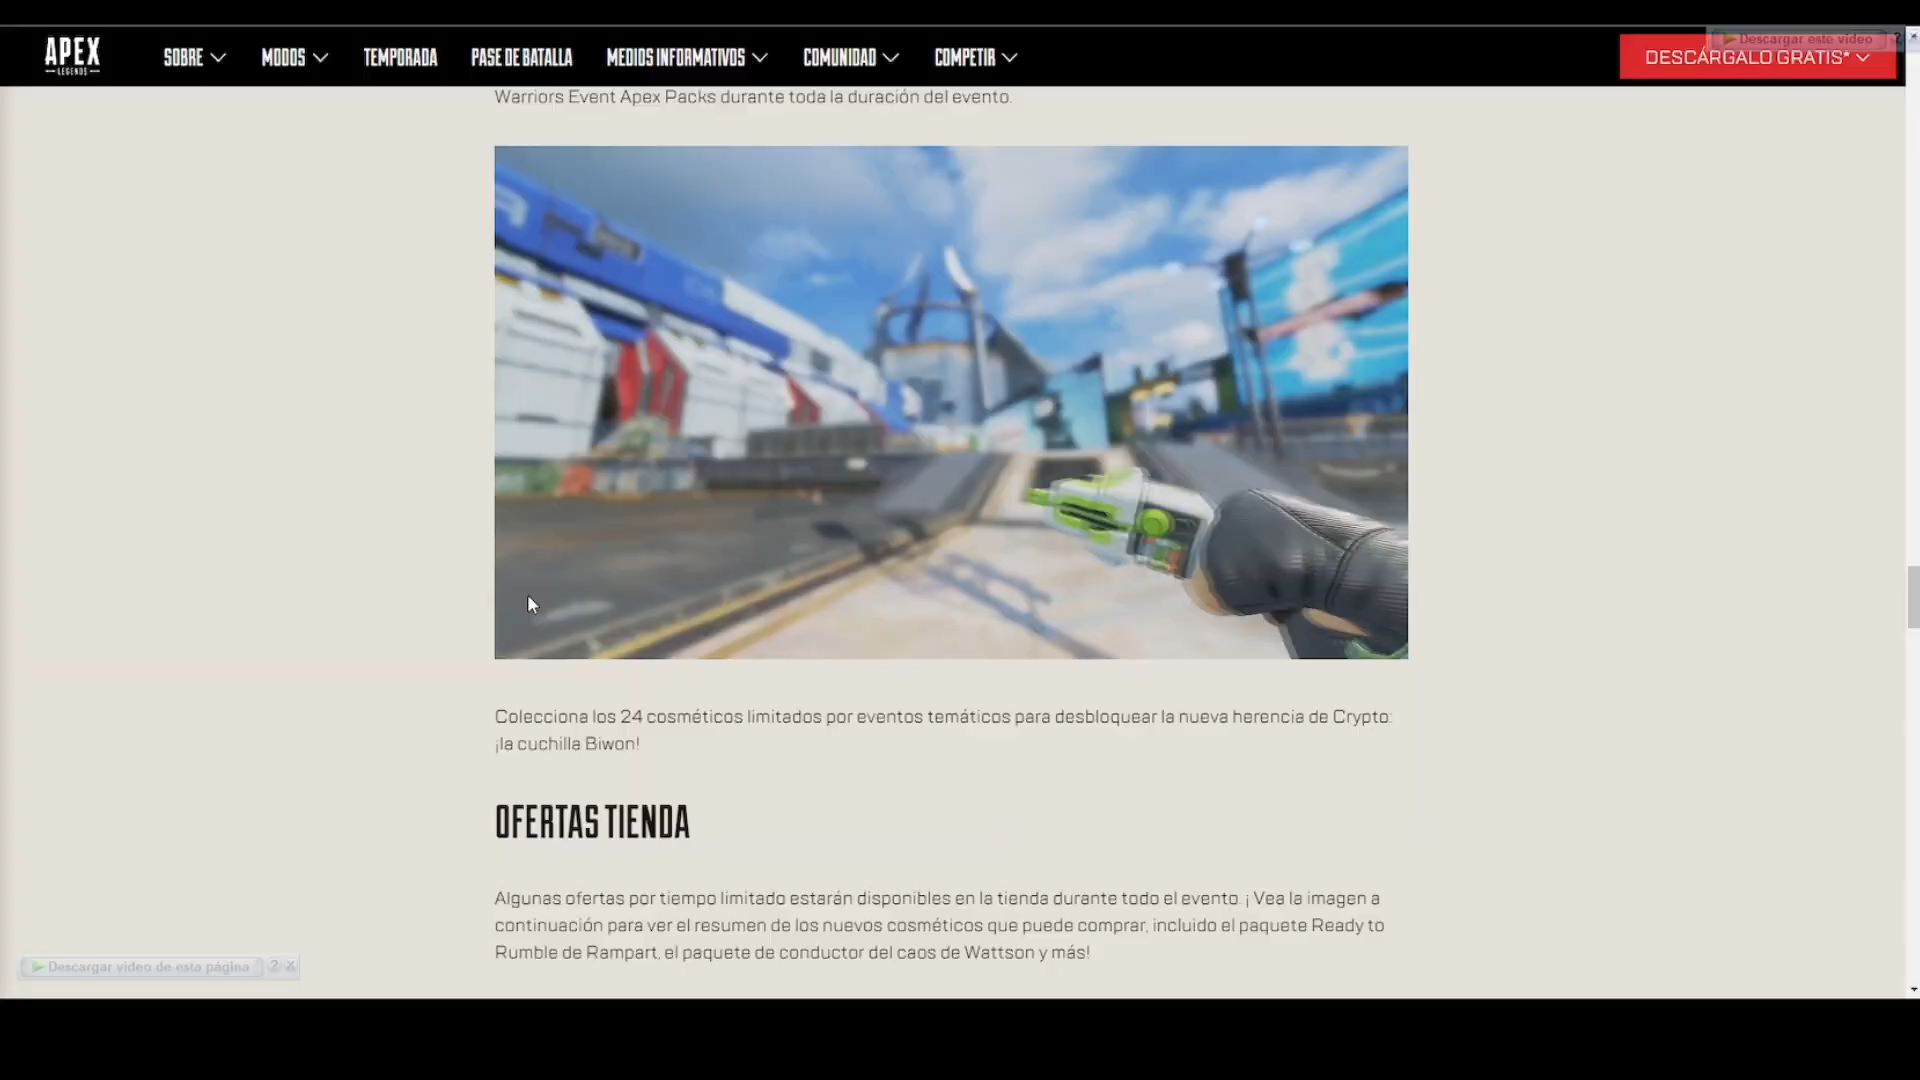 APEX
LEGENDS
SOBRE
MODOS
TEMPORADA
PASE DE BATALLA
MEDIOS INFORMATIVOS
COMUNIDAD
COMPETIR
Descargar este video
?
x
DESCÁRGALO GRATIS*
Warriors Event Apex Packs durante toda la duración del evento.
Colecciona los 24 cosméticos limitados por eventos temáticos para desbloquear la nueva herencia de Crypto:
¡la cuchilla Biwon!
OFERTAS TIENDA
Algunas ofertas por tiempo limitado estarán disponibles en la tienda durante todo el evento. ¡ Vea la imagen a
continuación para ver el resumen de los nuevos cosméticos que puede comprar, incluido el paquete Ready to
Rumble de Rampart, el paquete de conductor del caos de Wattson y más!
Descargar video de esta página
?
X